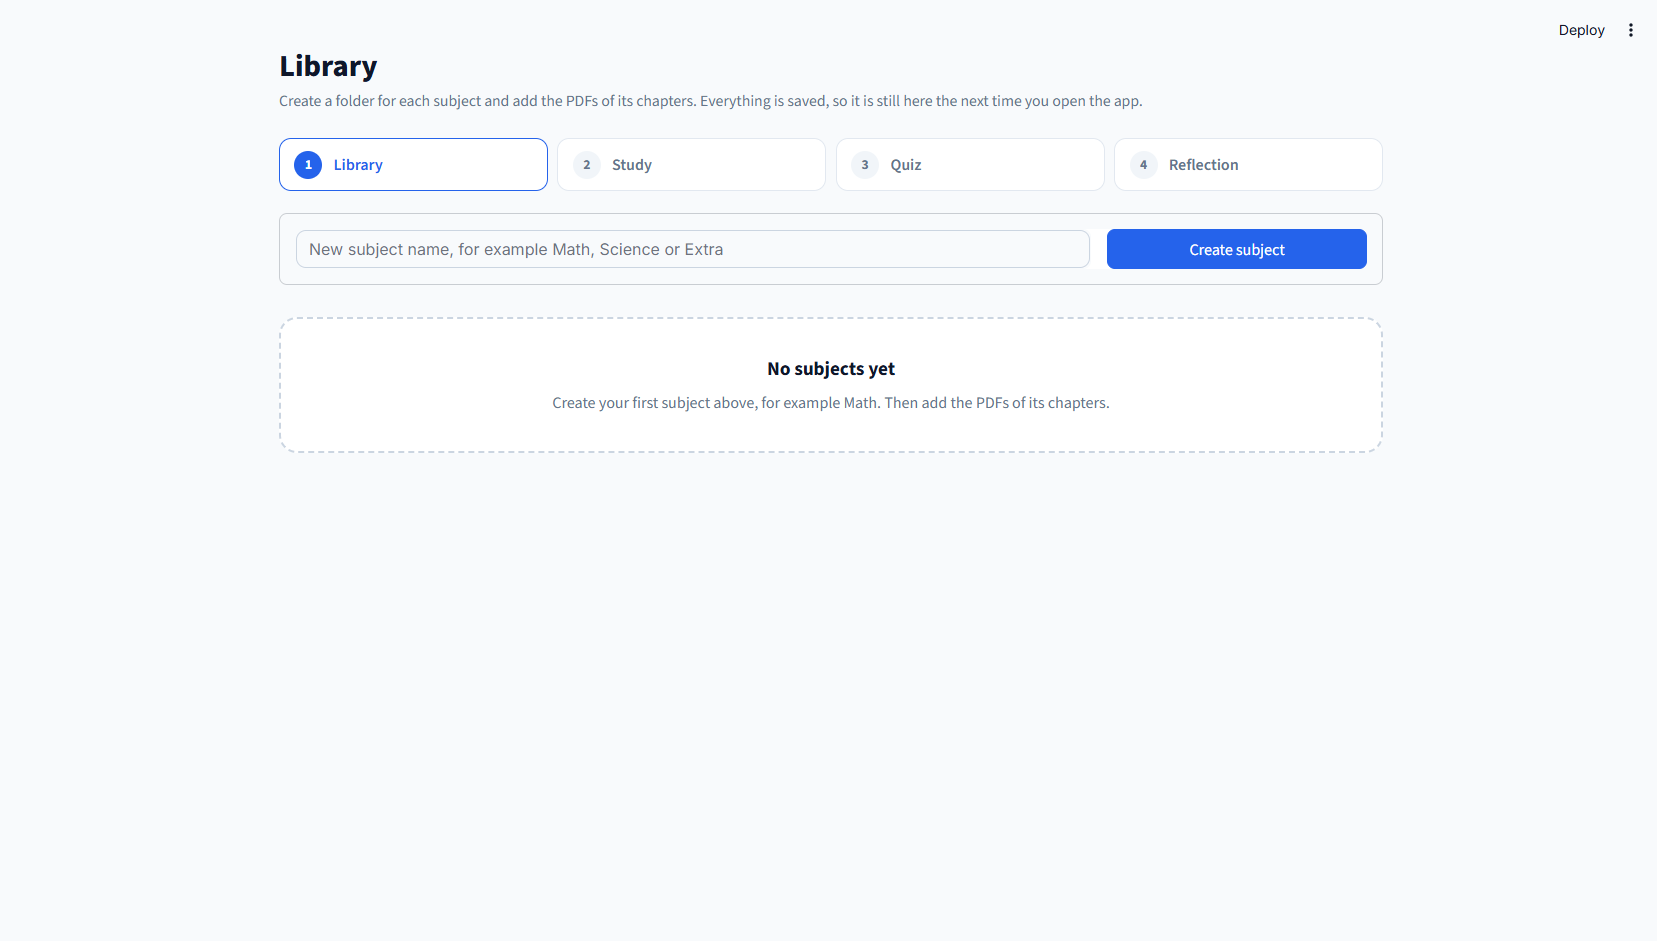 Deploy
Library
Create a folder for each subject and add the PDFs of its chapters. Everything is saved, so it is still here the next time you open the app.
1 Library
2 Study
3 Quiz
4 Reflection
New subject name, for example Math, Science or Extra
Create subject
No subjects yet
Create your first subject above, for example Math. Then add the PDFs of its chapters.